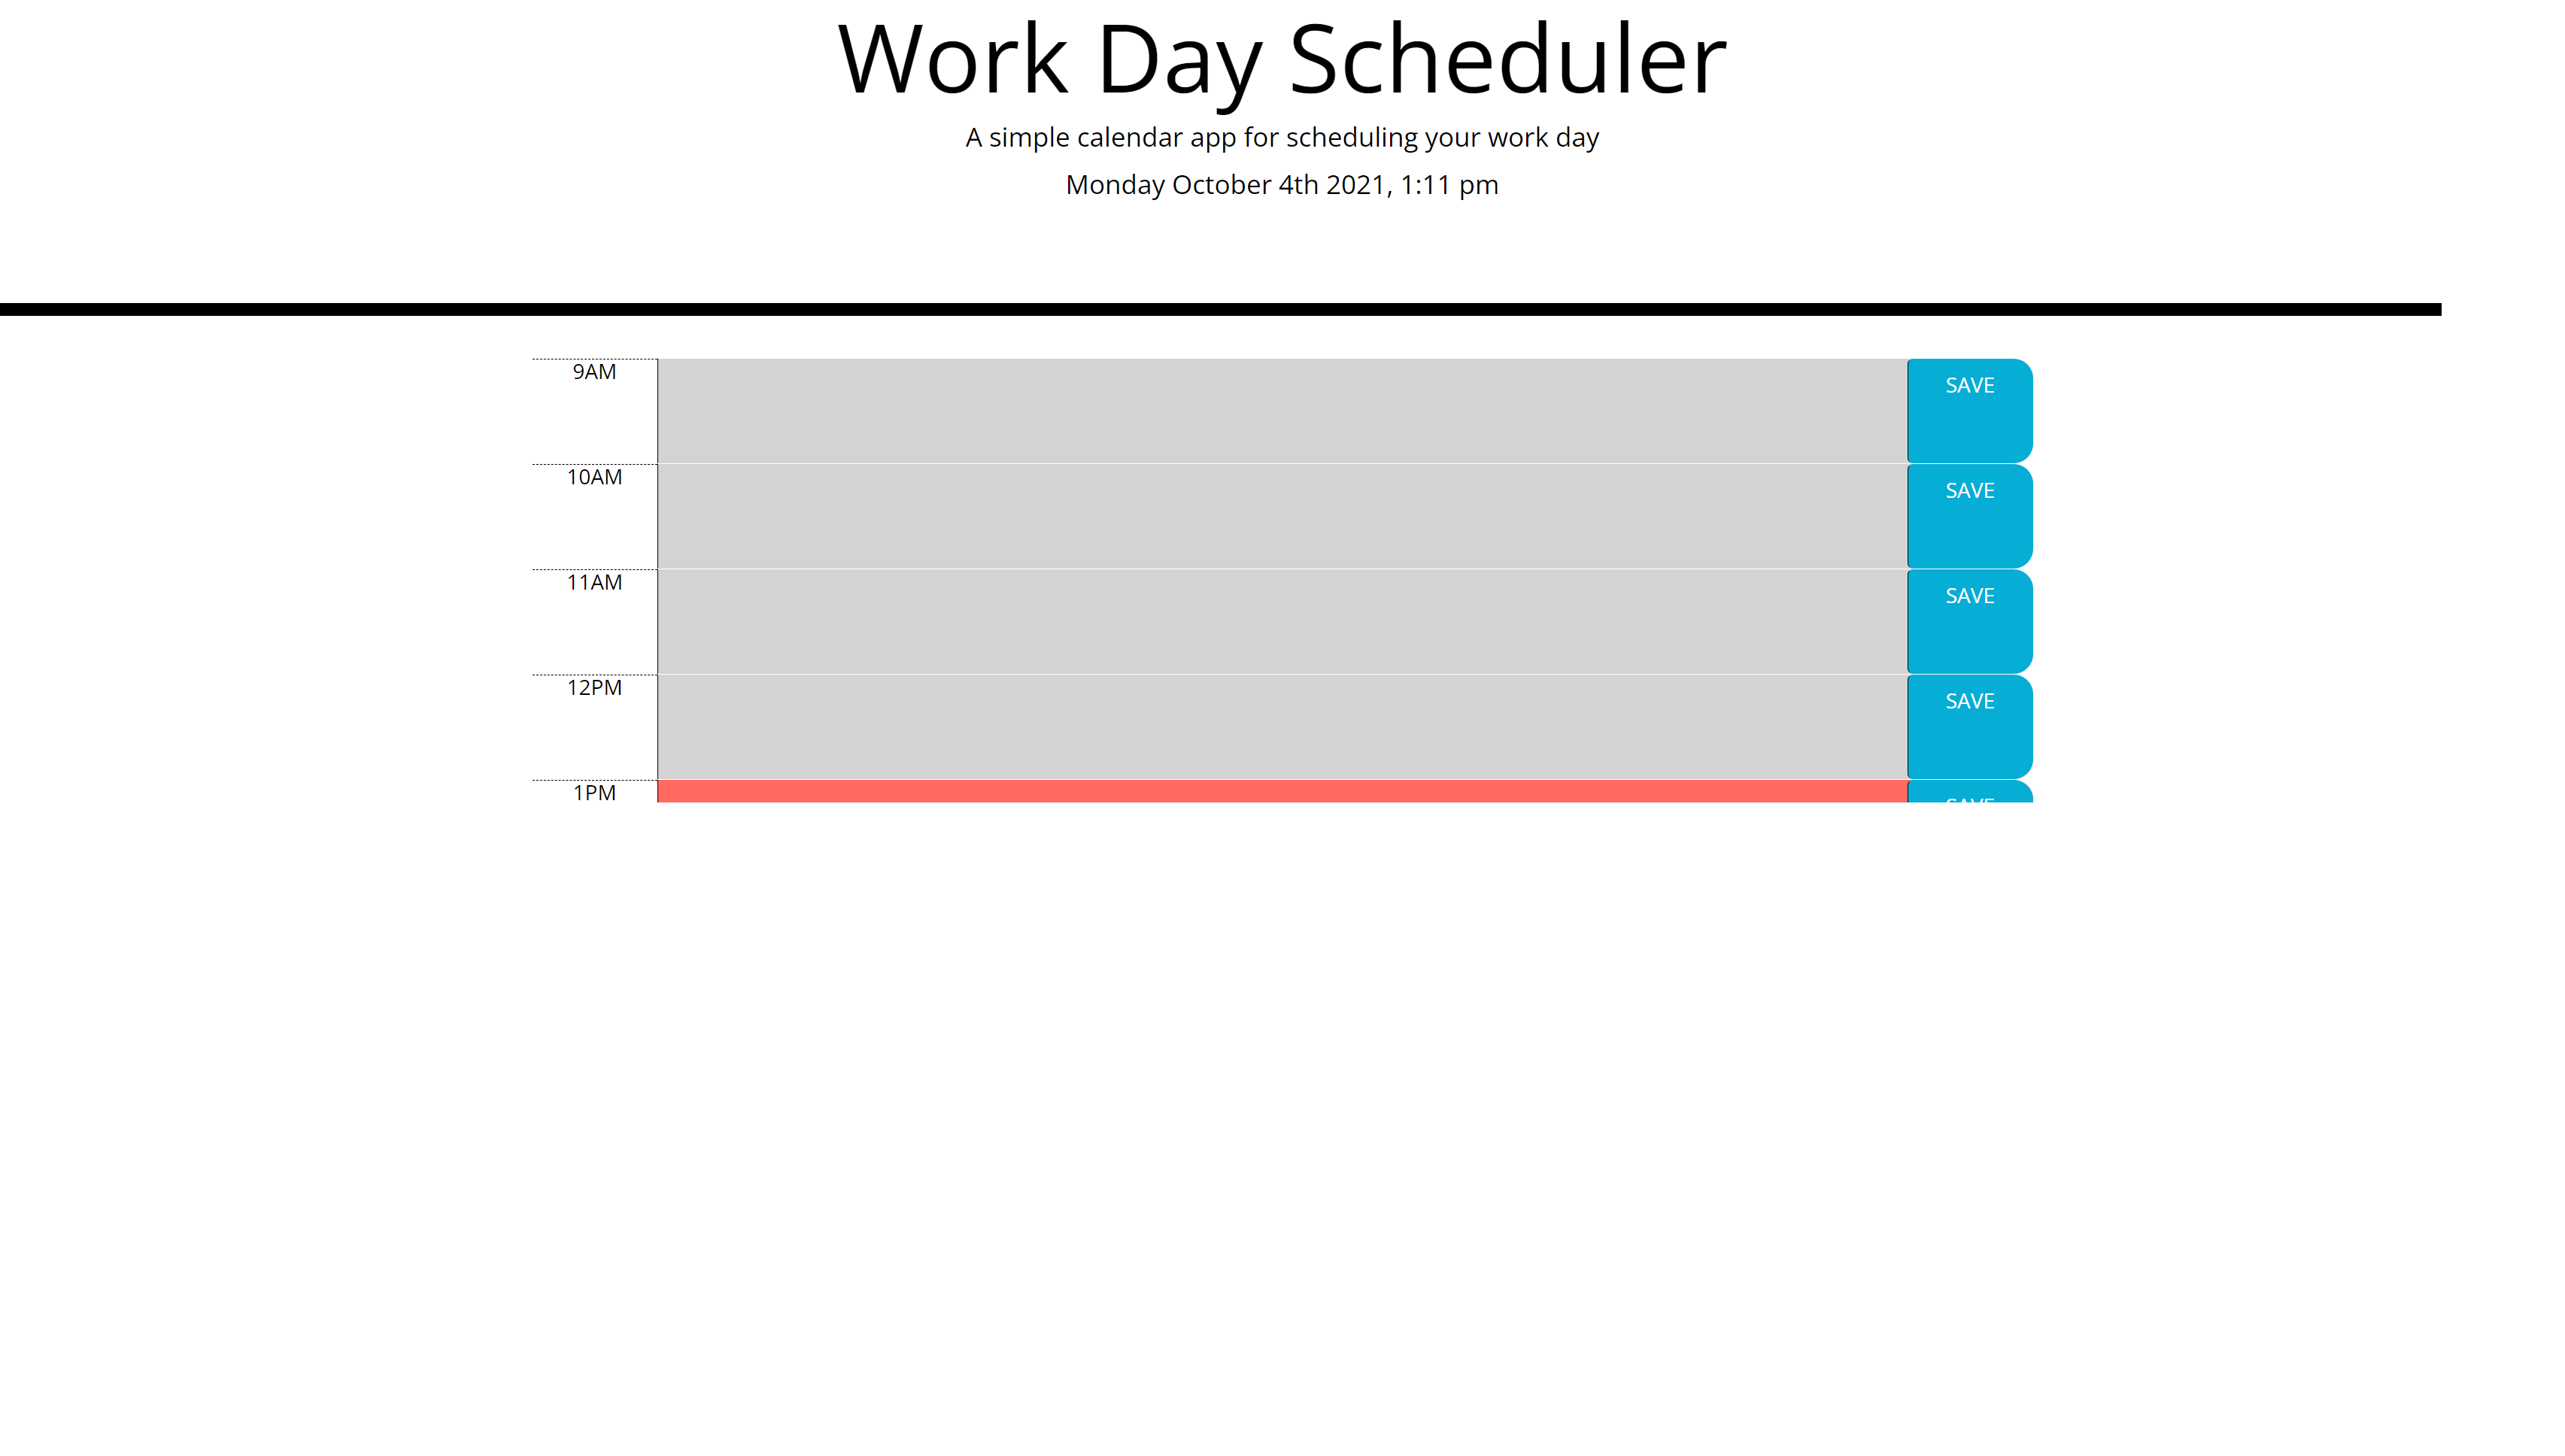 Work Day Scheduler
A simple calendar app for scheduling your work day
Monday October 4th 2021, 1:11 pm
9AM
SAVE
10AM
SAVE
11AM
SAVE
12PM
SAVE
1PM
SAVE